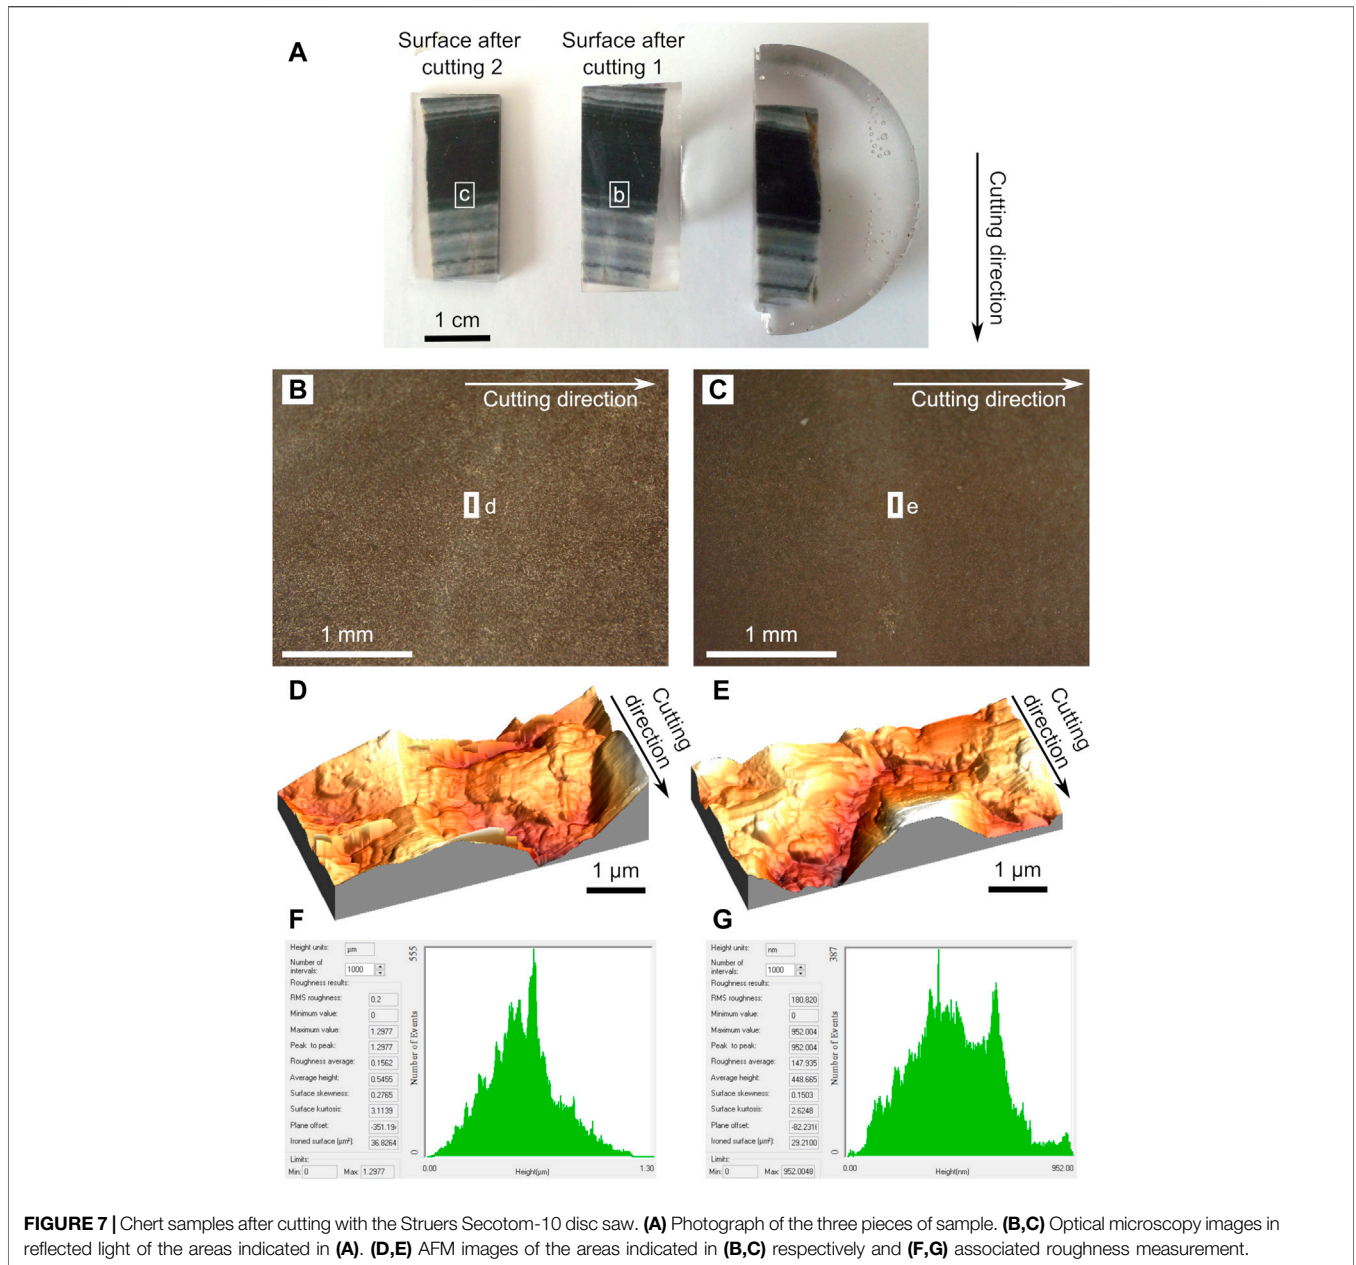 A
Surface after
cutting 2
Surface after
cutting 1
c
b
Cutting direction
1 cm
B
Cutting direction
d
1 mm
C
Cutting direction
e
1 mm
D
Cutting
direction
1 µm
E
Cutting
direction
1 µm
F
Height units: µm
Number of
intervals: 1000
Roughness results:
RMS roughness: 0.2
Minimum value: 0
Maximum value: 1.2977
Peak to peak: 1.2977
Roughness average: 0.1562
Average height: 0.5455
Surface skewness: 0.2765
Surface kurtosis: 3.1139
Plane offset: -351.19
Ironed surface (µm²): 36.8264
Limits:
Min: 0 Max: 1.2977
555
Number of Events
0
0.00 Height(µm) 1.30
G
Height units: nm
Number of
intervals: 1000
Roughness results:
RMS roughness: 180.820
Minimum value: 0
Maximum value: 952.004
Peak to peak: 952.004
Roughness average: 147.935
Average height: 448.665
Surface skewness: 0.1503
Surface kurtosis: 2.6248
Plane offset: -82.231
Ironed surface (µm²): 29.2100
Limits:
Min: 0 Max: 952.0048
387
Number of Events
0
0.00 Height(nm) 952.00
FIGURE 7 | Chert samples after cutting with the Struers Secotom-10 disc saw. (A) Photograph of the three pieces of sample. (B,C) Optical microscopy images in
reflected light of the areas indicated in (A). (D,E) AFM images of the areas indicated in (B,C) respectively and (F,G) associated roughness measurement.